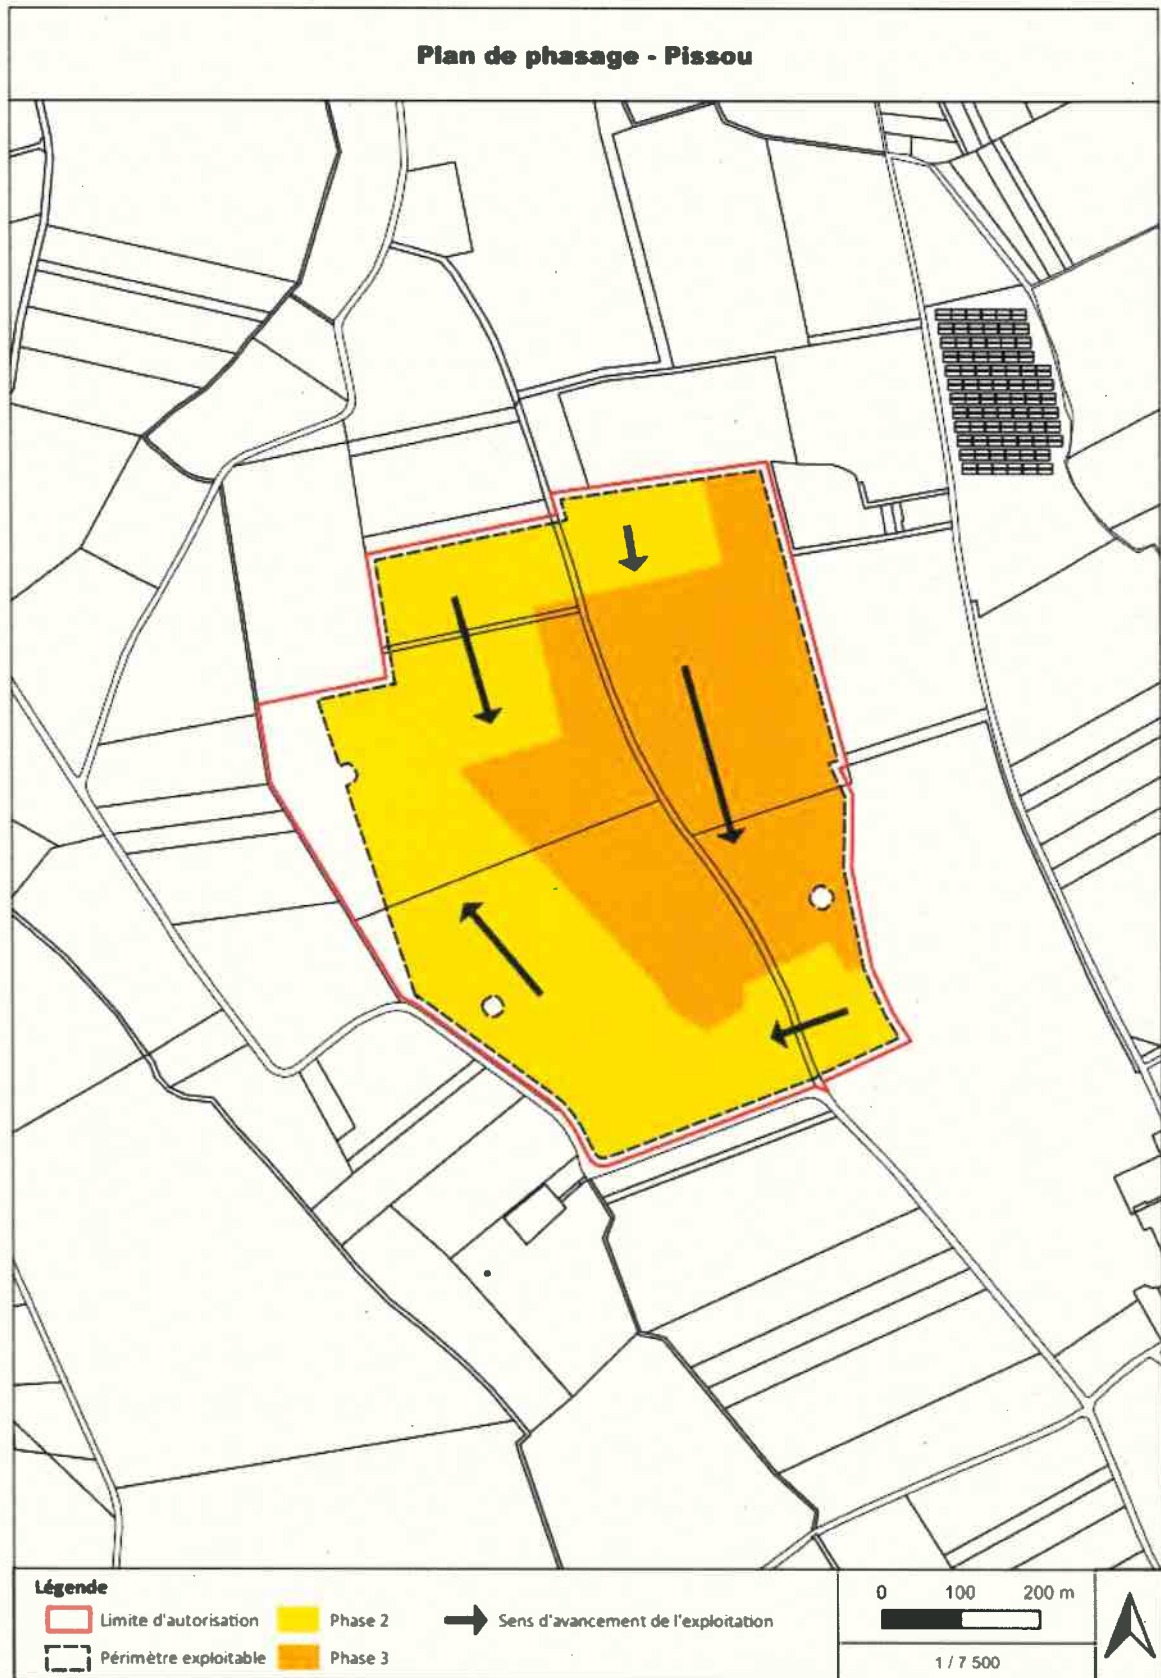 Plan de phasage - Pissou
Légende
Limite d'autorisation
Phase 2
Sens d'avancement de l'exploitation
Périmètre exploitable
Phase 3
0 100 200 m
1 / 7 500